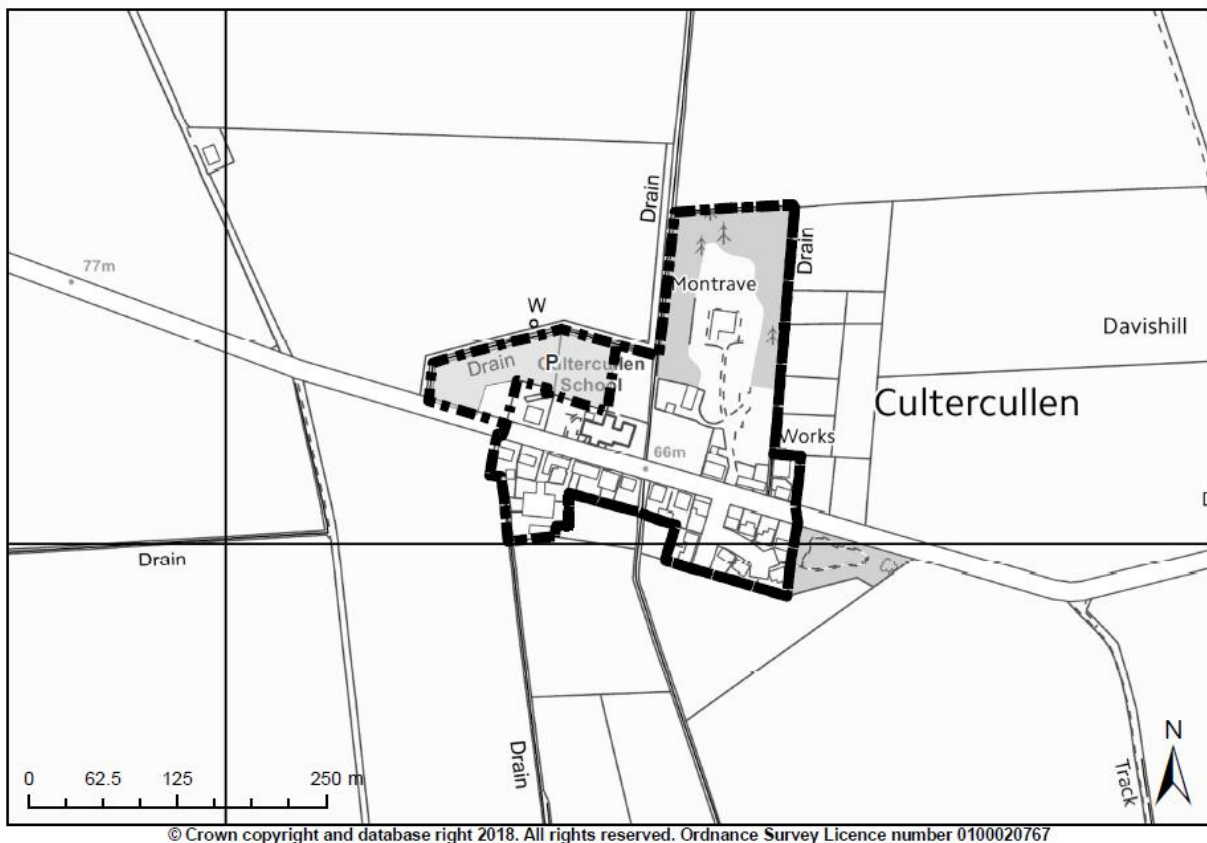 77m
Drain
Montrave
Drain
W
Davishill
Drain
P
Cultercullen
School
Cultercullen
Works
66m
D
Drain
N
0 62.5 125 250 m
Drain
Track
© Crown copyright and database right 2018. All rights reserved. Ordnance Survey Licence number 0100020767